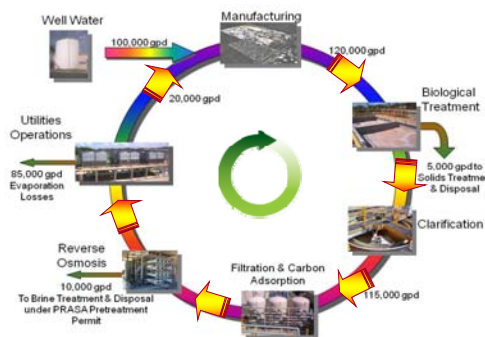 Well Water
Manufacturing
100,000 gpd
120,000 gpd
20,000 gpd
Biological
Treatment
Utilities
Operations
5,000 gpd to
Solids Treatme
& Disposal
85,000 gpd
Evaporation
Losses
Clarification
Reverse
Osmosis
Filtration & Carbon
Adsorption
10,000 gpd
115,000 gpd
To Brine Treatment & Disposal
under PRASA Pretreatment
Permit